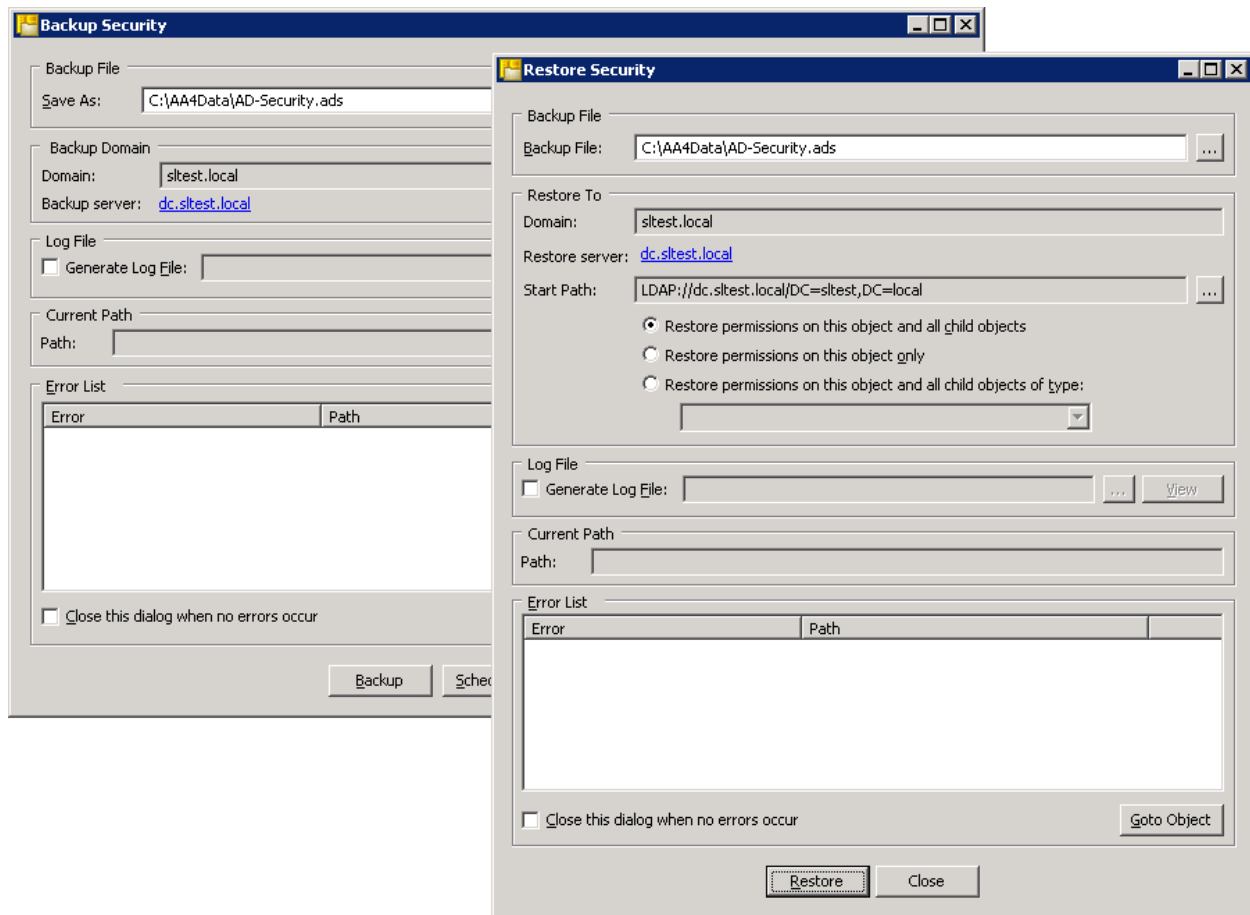 Backup Security
Backup File
Save As: C:\AA4Data\AD-Security.ads
Backup Domain
Domain: sltest.local
Backup server: dc.sltest.local
Log File
Generate Log File:
Current Path
Path:
Error List
Error Path
Close this dialog when no errors occur
Backup
Restore Security
Backup File
Backup File: C:\AA4Data\AD-Security.ads ...
Restore To
Domain: sltest.local
Restore server: dc.sltest.local
Start Path: LDAP://dc.sltest.local/DC=sltest,DC=local ...
Restore permissions on this object and all child objects
Restore permissions on this object only
Restore permissions on this object and all child objects of type:
Log File
Generate Log File: ... View
Current Path
Path:
Error List
Error Path
Close this dialog when no errors occur Goto Object
Restore Close